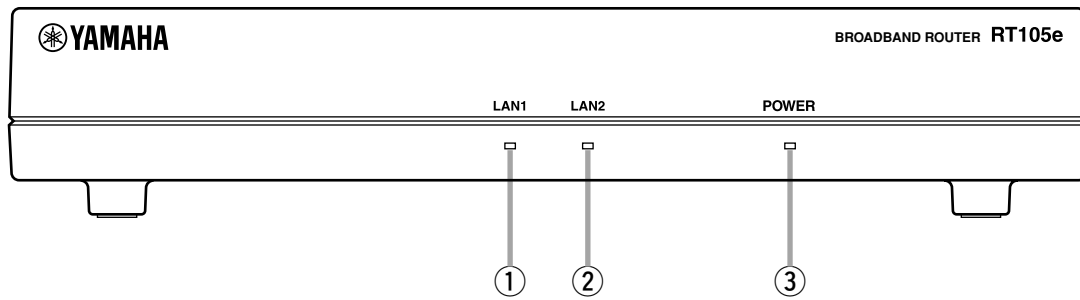 YAMAHA
BROADBAND ROUTER RT105e
LAN1 LAN2 POWER
① ② ③